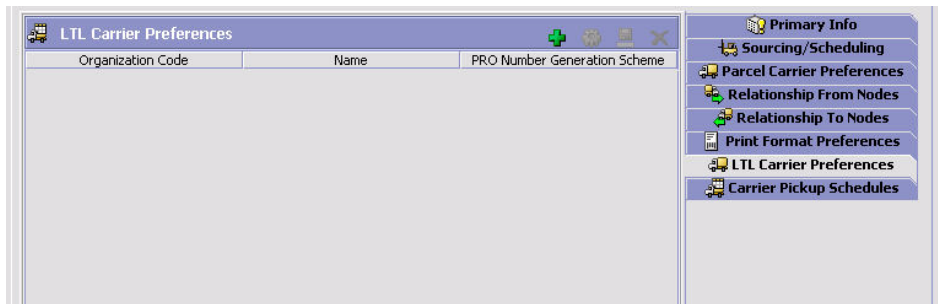 LTL Carrier Preferences
Organization Code Name PRO Number Generation Scheme
Primary Info
Sourcing/Scheduling
Parcel Carrier Preferences
Relationship From Nodes
Relationship To Nodes
Print Format Preferences
LTL Carrier Preferences
Carrier Pickup Schedules